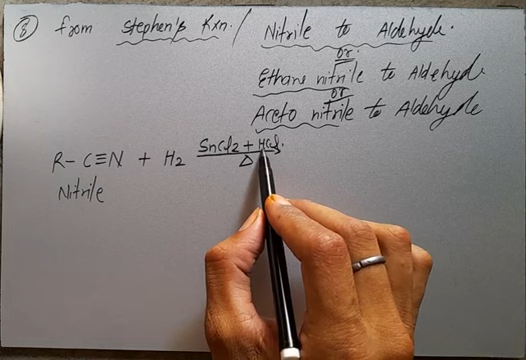 ⑧ from Stephen's Rxn. / Nitrile to Aldehyde.
or
Ethane nitrile to Aldehyde
or
Aceto nitrile to Aldehyde
SnCl2 + HCl.
R-C≡N + H2
Δ
Nitrile